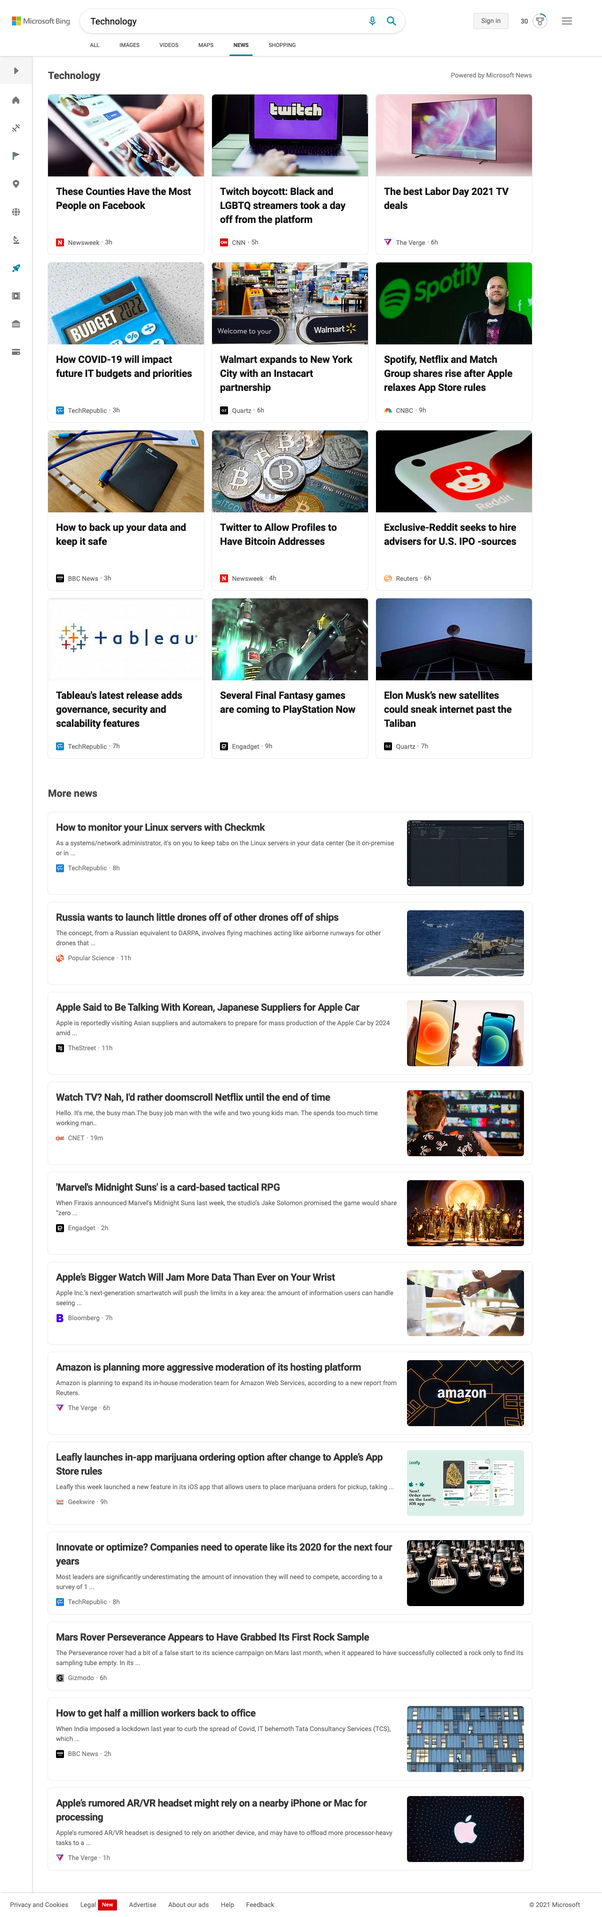 Microsoft Bing
Technology
Sign in
30
ALL
IMAGES
VIDEOS
MAPS
NEWS
SHOPPING
Technology
Powered by Microsoft News
These Counties Have the Most
People on Facebook
Newsweek · 3h
twitch
Twitch boycott: Black and
LGBTQ streamers took a day
off from the platform
CNN · 5h
The best Labor Day 2021 TV
deals
The Verge · 6h
BUDGET 2022
How COVID-19 will impact
future IT budgets and priorities
TechRepublic · 3h
Welcome to your
Walmart
Walmart expands to New York
City with an Instacart
partnership
Quartz · 6h
Spotify
Spotify, Netflix and Match
Group shares rise after Apple
relaxes App Store rules
CNBC · 9h
How to back up your data and
keep it safe
BBC News · 3h
Twitter to Allow Profiles to
Have Bitcoin Addresses
Newsweek · 4h
Reddit
Exclusive-Reddit seeks to hire
advisers for U.S. IPO -sources
Reuters · 6h
+ableau
Tableau's latest release adds
governance, security and
scalability features
TechRepublic · 7h
Several Final Fantasy games
are coming to PlayStation Now
Engadget · 9h
Elon Musk's new satellites
could sneak internet past the
Taliban
Quartz · 7h
More news
How to monitor your Linux servers with Checkmk
As a systems/network administrator, it's on you to keep tabs on the Linux servers in your data center (be it on-premise
or in ...
TechRepublic · 8h
Russia wants to launch little drones off of other drones off of ships
The concept, from a Russian equivalent to DARPA, involves flying machines acting like airborne runways for other
drones that ...
Popular Science · 11h
Apple Said to Be Talking With Korean, Japanese Suppliers for Apple Car
Apple is reportedly visiting Asian suppliers and automakers to prepare for mass production of the Apple Car by 2024
amid ...
TheStreet · 11h
Watch TV? Nah, I'd rather doomscroll Netflix until the end of time
Hello. It's me, the busy man.The busy job man with the wife and two young kids man. The spends too much time
working man..
CNET · 19m
'Marvel's Midnight Suns' is a card-based tactical RPG
When Firaxis announced Marvel's Midnight Suns last week, the studio's Jake Solomon promised the game would share
"zero ...
Engadget · 2h
Apple's Bigger Watch Will Jam More Data Than Ever on Your Wrist
Apple Inc.'s next-generation smartwatch will push the limits in a key area: the amount of information users can handle
seeing ...
Bloomberg · 7h
Amazon is planning more aggressive moderation of its hosting platform
Amazon is planning to expand its in-house moderation team for Amazon Web Services, according to a new report from
Reuters.
The Verge · 6h
amazon
Leafly launches in-app marijuana ordering option after change to Apple's App
Store rules
Leafly this week launched a new feature in its iOS app that allows users to place marijuana orders for pickup, taking ...
Geekwire · 9h
Leafly
New!
Order now
on the Leafly
iOS app
Innovate or optimize? Companies need to operate like its 2020 for the next four
years
Most leaders are significantly underestimating the amount of innovation they will need to compete, according to a
survey of 1 ...
TechRepublic · 8h
Mars Rover Perseverance Appears to Have Grabbed Its First Rock Sample
The Perseverance rover had a bit of a false start to its science campaign on Mars last month, when it appeared to have successfully collected a rock only to find its
sampling tube empty. In its ...
Gizmodo · 6h
How to get half a million workers back to office
When India imposed a lockdown last year to curb the spread of Covid, IT behemoth Tata Consultancy Services (TCS),
which ...
BBC News · 2h
Apple's rumored AR/VR headset might rely on a nearby iPhone or Mac for
processing
Apple's rumored AR/VR headset is designed to rely on another device, and may have to offload more processor-heavy
tasks to a ...
The Verge · 1h
Privacy and Cookies
Legal
New
Advertise
About our ads
Help
Feedback
© 2021 Microsoft